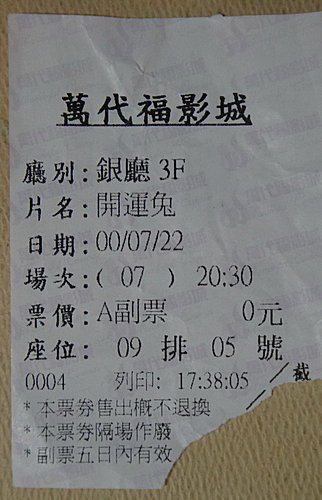 萬代福影城
廳別：銀廳 3F
片名：開運兔
日期：00/07/22
場次：( 07 ) 20:30
票價：A副票 0元
座位： 09 排 05 號
0004 列印: 17:38:05 截
*本票券售出概不退換
*本票券隔場作廢
*副票五日內有效